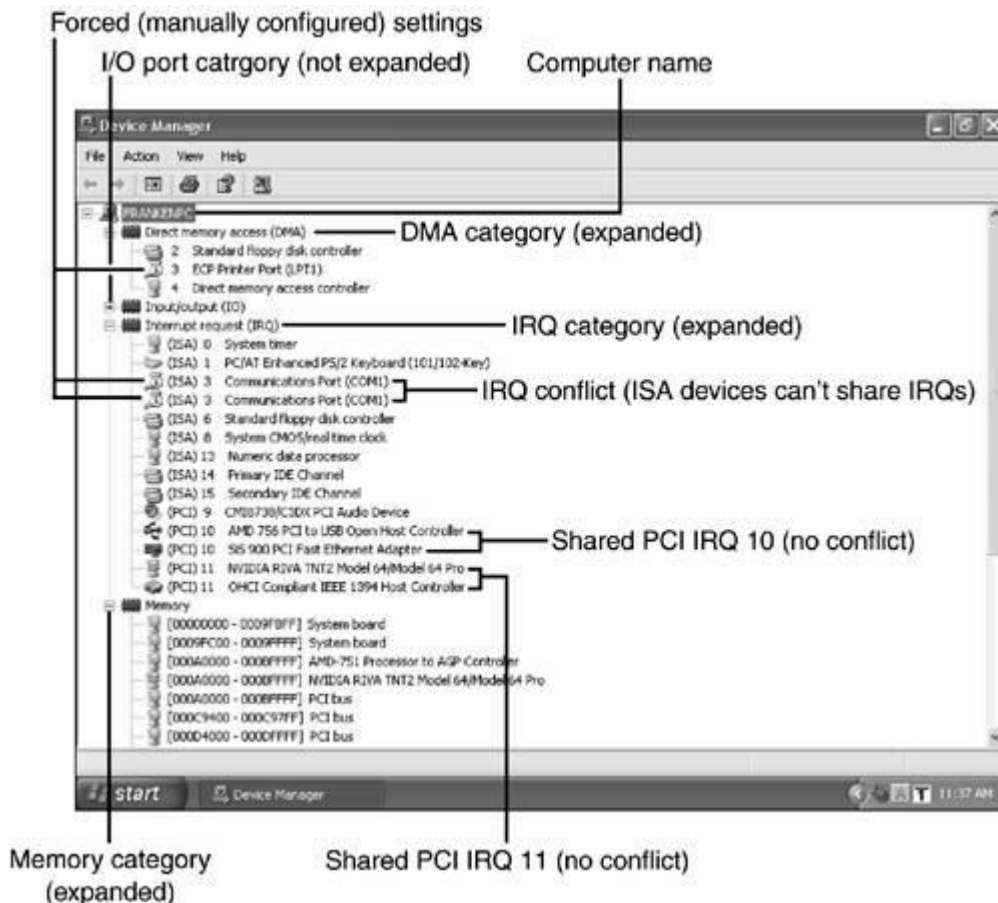 Forced (manually configured) settings
I/O port catrgory (not expanded)
Computer name
Device Manager
File Action View Help
FRANKENPC
Direct memory access (DMA)
DMA category (expanded)
2 Standard floppy disk controller
3 ECP Printer Port (LPT1)
4 Direct memory access controller
Input/output (IO)
Interrupt request (IRQ)
IRQ category (expanded)
(ISA) 0 System timer
(ISA) 1 PC/AT Enhanced PS/2 Keyboard (101/102-Key)
(ISA) 3 Communications Port (COM1)
(ISA) 3 Communications Port (COM1)
IRQ conflict (ISA devices can't share IRQs)
(ISA) 6 Standard floppy disk controller
(ISA) 8 System CMOS/real time clock
(ISA) 13 Numeric data processor
(ISA) 14 Primary IDE Channel
(ISA) 15 Secondary IDE Channel
(PCI) 9 CMI8738/C3DX PCI Audio Device
(PCI) 10 AMD 756 PCI to USB Open Host Controller
(PCI) 10 SiS 900 PCI Fast Ethernet Adapter
Shared PCI IRQ 10 (no conflict)
(PCI) 11 NVIDIA RIVA TNT2 Model 64/Model 64 Pro
(PCI) 11 OHCI Compliant IEEE 1394 Host Controller
Memory
[00000000 - 0009FBFF] System board
[0009FC00 - 0009FFFF] System board
[000A0000 - 000BFFFF] AMD-751 Processor to AGP Controller
[000A0000 - 000BFFFF] NVIDIA RIVA TNT2 Model 64/Model 64 Pro
[000A0000 - 000BFFFF] PCI bus
[000C9400 - 000C97FF] PCI bus
[000D4000 - 000DFFFF] PCI bus
start
Device Manager
T
11:37 AM
Memory category
(expanded)
Shared PCI IRQ 11 (no conflict)